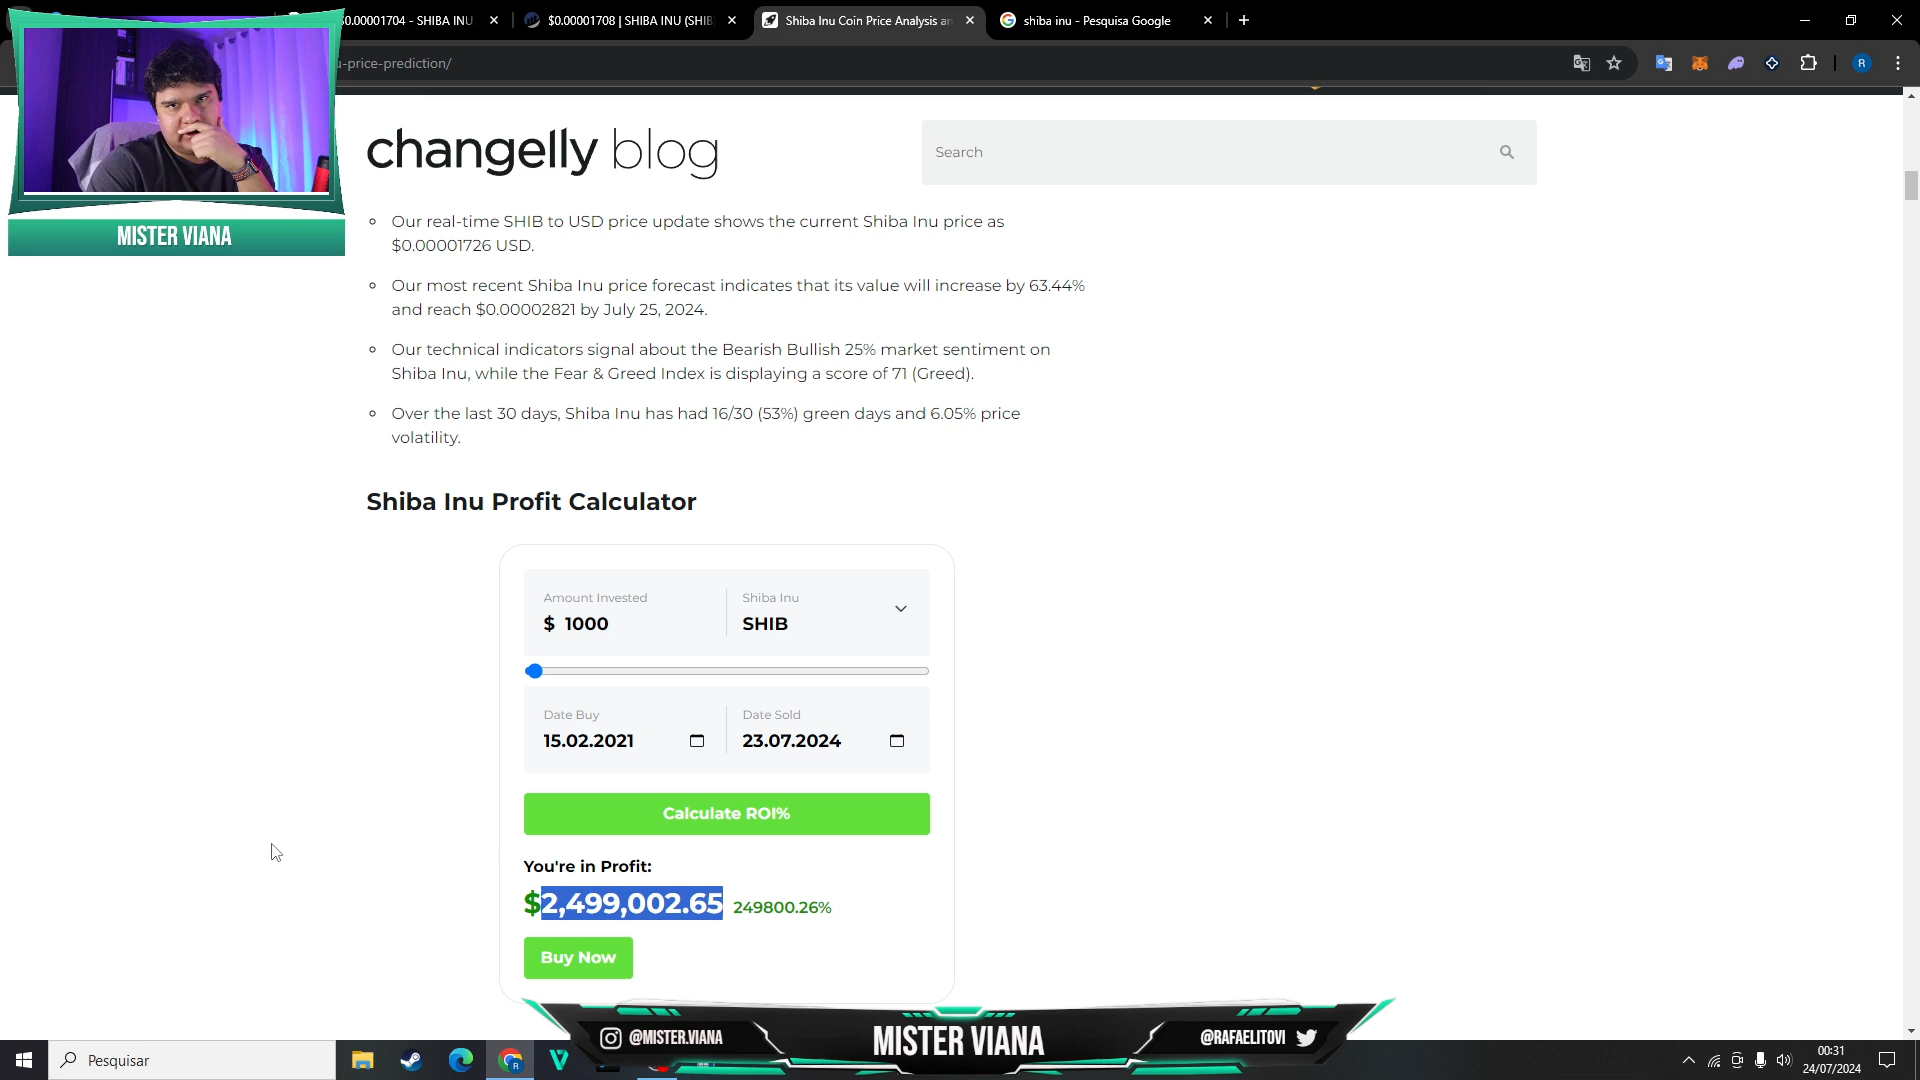 $0.00001704 - SHIBA INU
$0.00001708 | SHIBA INU (SHIB
Shiba Inu Coin Price Analysis an
shiba inu - Pesquisa Google
u-price-prediction/
R
MISTER VIANA
changelly blog
Search
Our real-time SHIB to USD price update shows the current Shiba Inu price as
$0.00001726 USD.
Our most recent Shiba Inu price forecast indicates that its value will increase by 63.44%
and reach $0.00002821 by July 25, 2024.
Our technical indicators signal about the Bearish Bullish 25% market sentiment on
Shiba Inu, while the Fear & Greed Index is displaying a score of 71 (Greed).
Over the last 30 days, Shiba Inu has had 16/30 (53%) green days and 6.05% price
volatility.
Shiba Inu Profit Calculator
Amount Invested
$ 1000
Shiba Inu
SHIB
Date Buy
15.02.2021
Date Sold
23.07.2024
Calculate ROI%
You're in Profit:
$2,499,002.65 249800.26%
Buy Now
@MISTER.VIANA
MISTER VIANA
@RAFAELITOVI
Pesquisar
00:31
24/07/2024